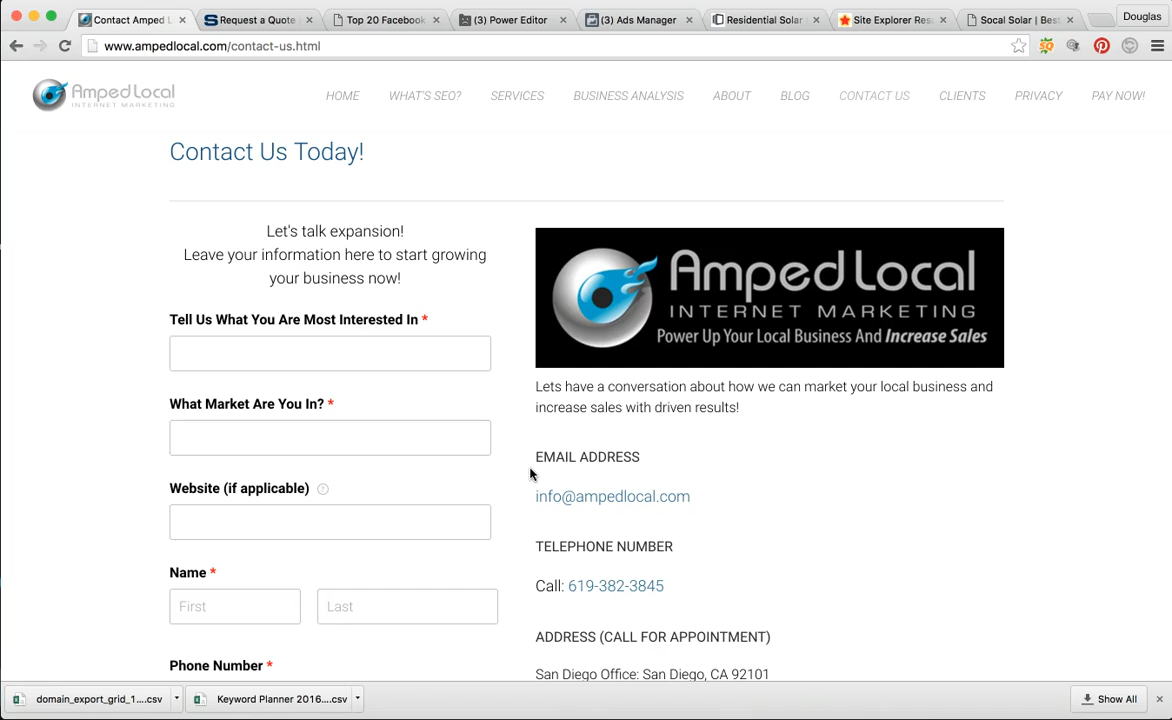 Contact Amped L
Request a Quote
Top 20 Facebook
(3) Power Editor
(3) Ads Manager
Residential Solar
Site Explorer Res
Socal Solar | Best
Douglas
www.ampedlocal.com/contact-us.html
Amped Local
INTERNET MARKETING
HOME
WHAT'S SEO?
SERVICES
BUSINESS ANALYSIS
ABOUT
BLOG
CONTACT US
CLIENTS
PRIVACY
PAY NOW!
Contact Us Today!
Let's talk expansion!
Leave your information here to start growing
your business now!
Tell Us What You Are Most Interested In *
What Market Are You In? *
Website (if applicable) ?
Name *
First
Last
Phone Number *
Amped Local
INTERNET MARKETING
Power Up Your Local Business And Increase Sales
Lets have a conversation about how we can market your local business and
increase sales with driven results!
EMAIL ADDRESS
info@ampedlocal.com
TELEPHONE NUMBER
Call: 619-382-3845
ADDRESS (CALL FOR APPOINTMENT)
San Diego Office: San Diego, CA 92101
domain_export_grid_1....csv
Keyword Planner 2016....csv
Show All